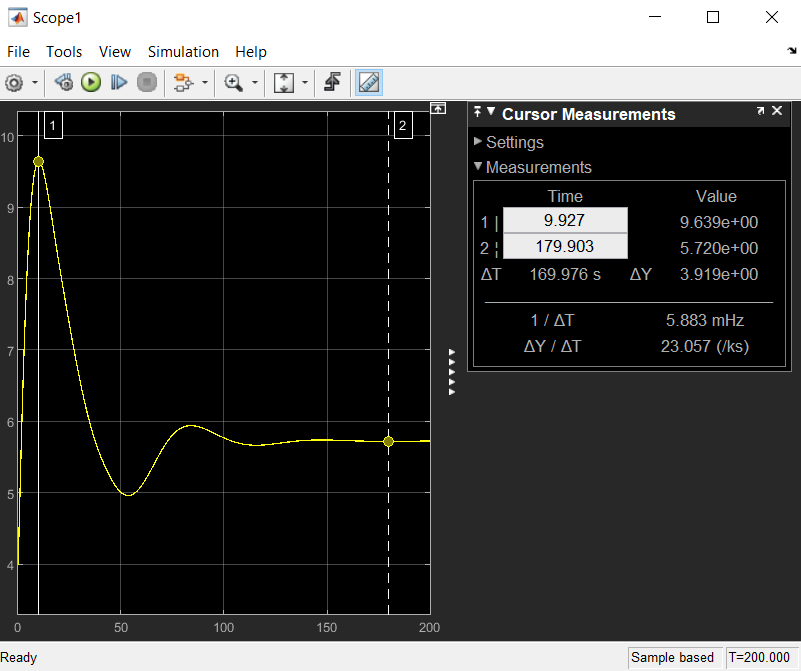 Scope1
File Tools View Simulation Help
1
2
10
9
8
7
6
5
4
3
0 50 100 150 200
Cursor Measurements
Settings
Measurements
Time Value
1 | 9.927 9.639e+00
2 ¦ 179.903 5.720e+00
ΔT 169.976 s ΔY 3.919e+00
1 / ΔT 5.883 mHz
ΔY / ΔT 23.057 (/ks)
Ready Sample based T=200.000